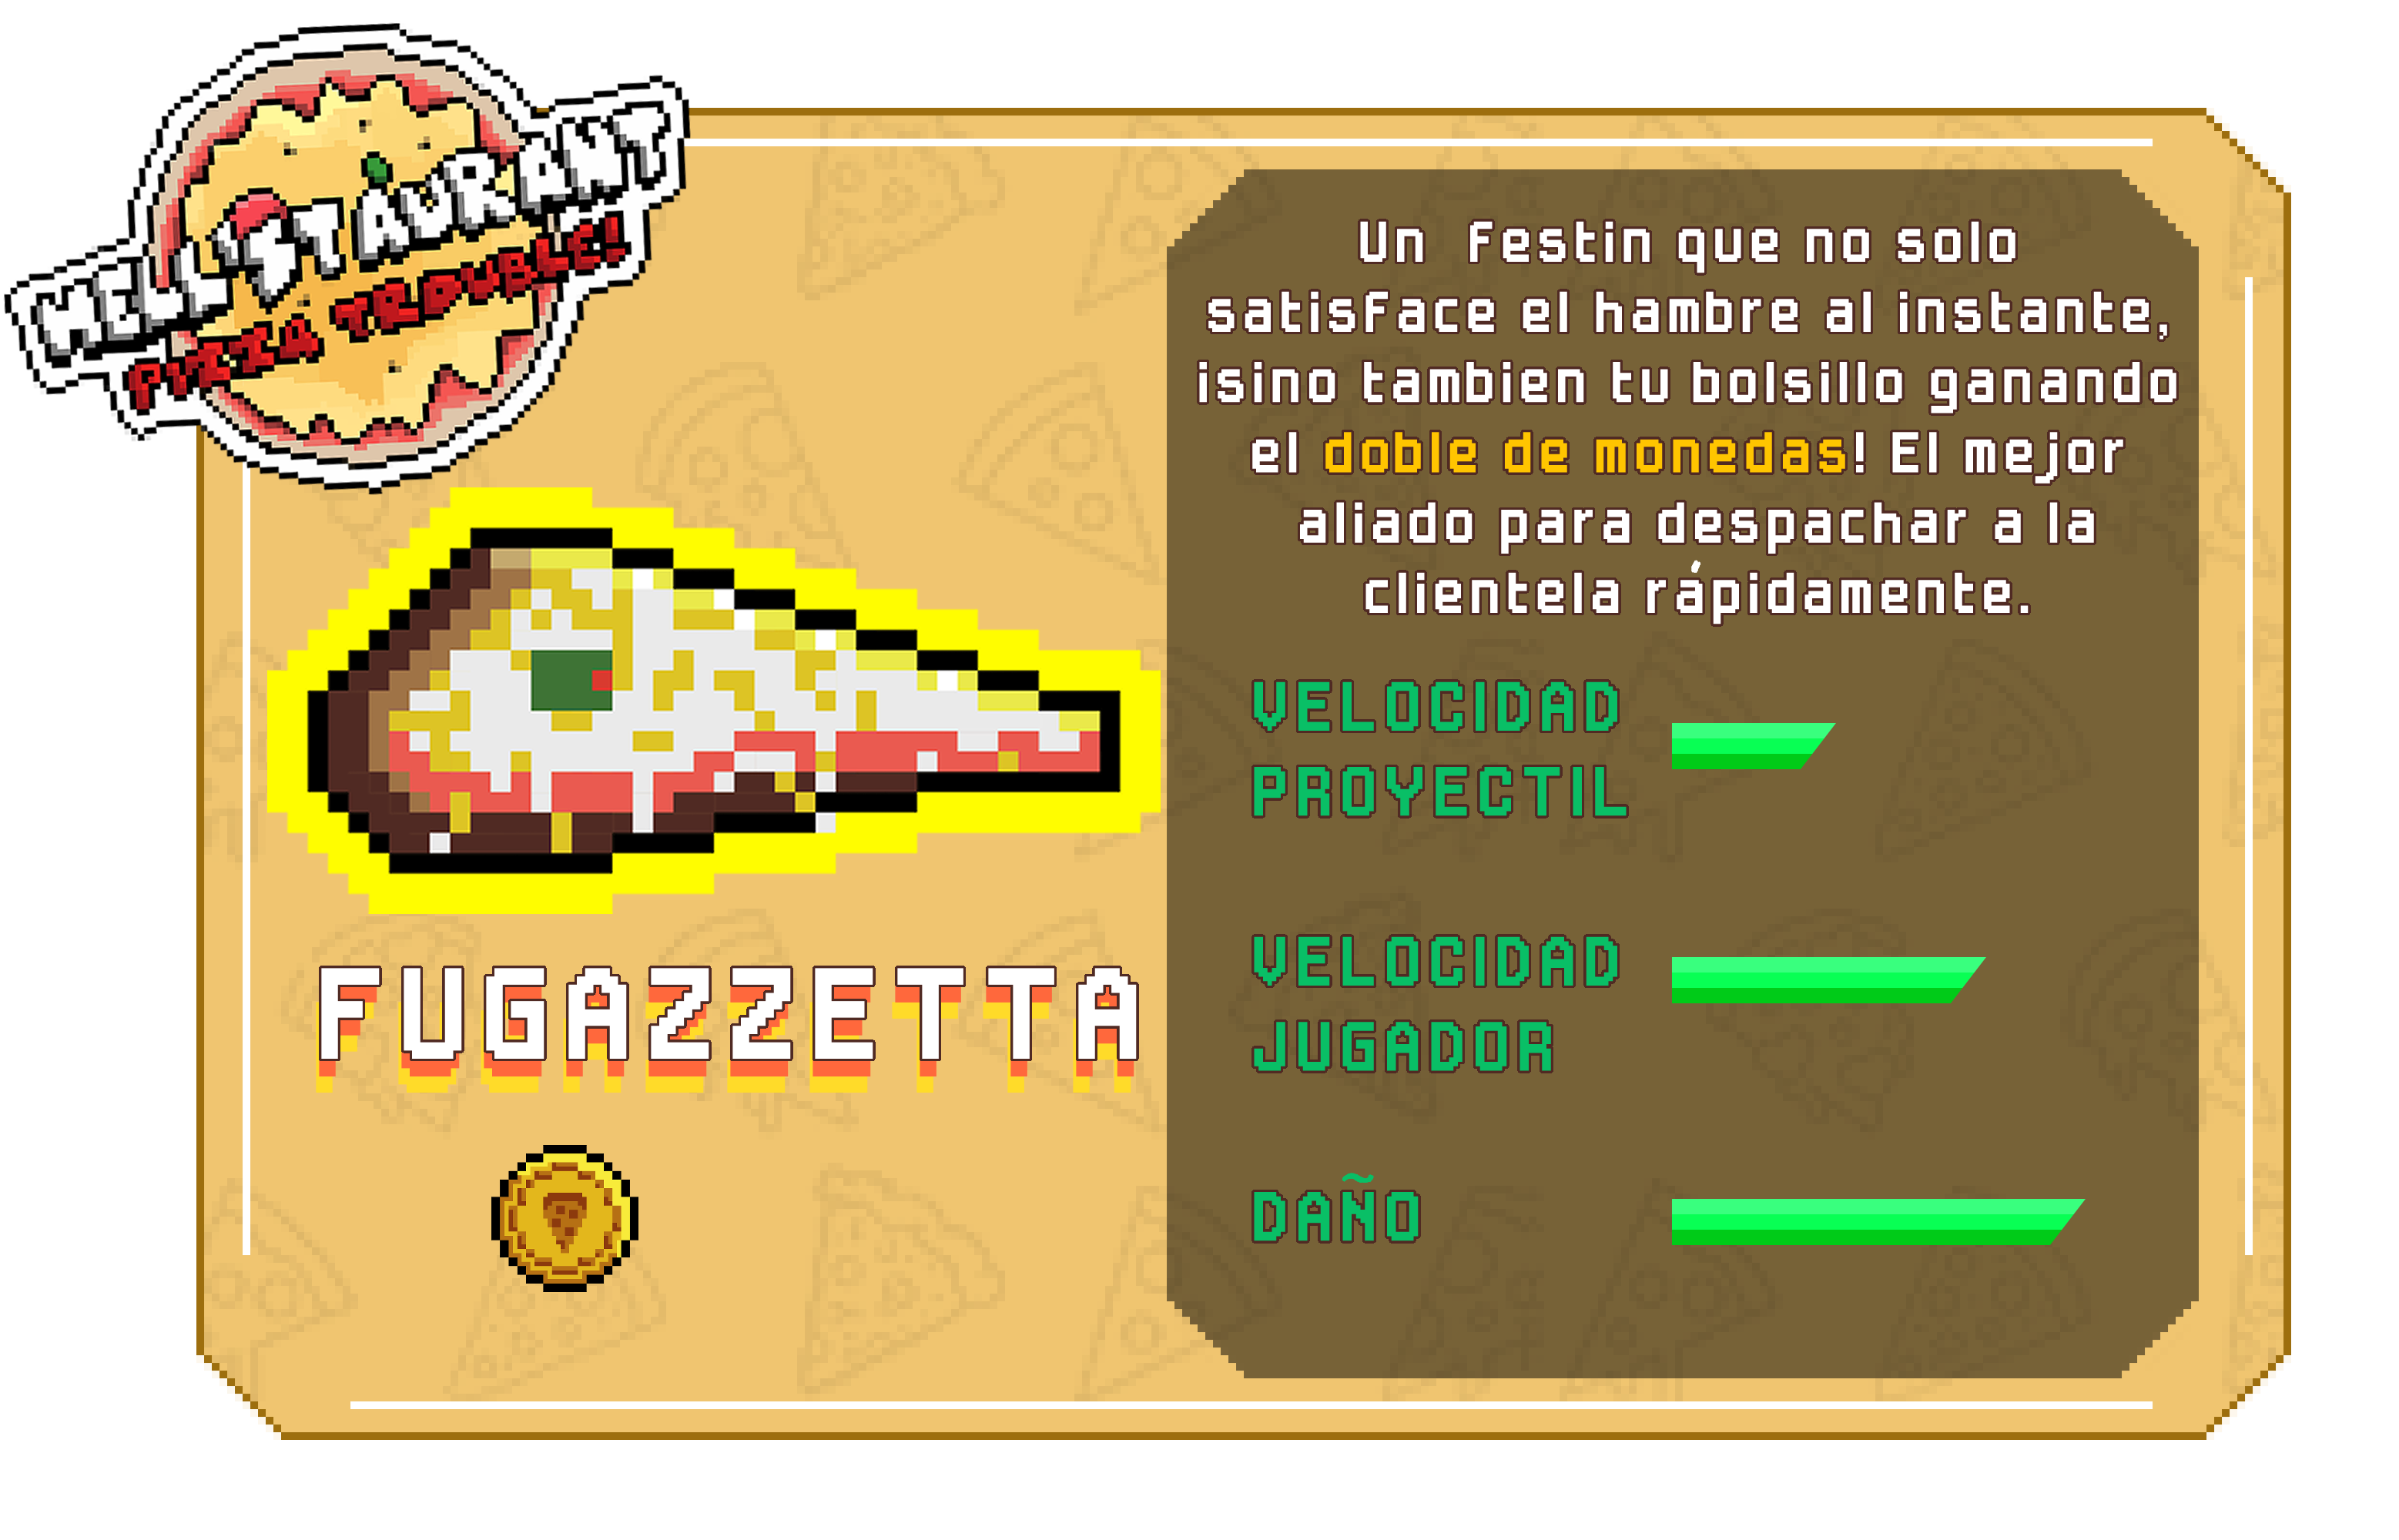 HELL'STAURANT
PIZZA TROUBLE!
Un festin que no solo
satisface el hambre al instante,
¡sino tambien tu bolsillo ganando
el doble de monedas! El mejor
aliado para despachar a la
clientela rápidamente.
VELOCIDAD
PROYECTIL
VELOCIDAD
JUGADOR
DAÑO
FUGAZZETTA